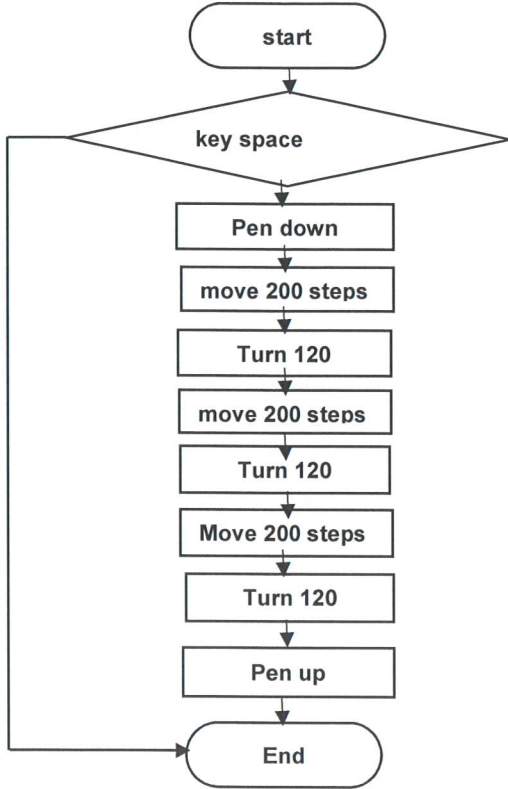 start
key space
Pen down
move 200 steps
Turn 120
move 200 steps
Turn 120
Move 200 steps
Turn 120
Pen up
End